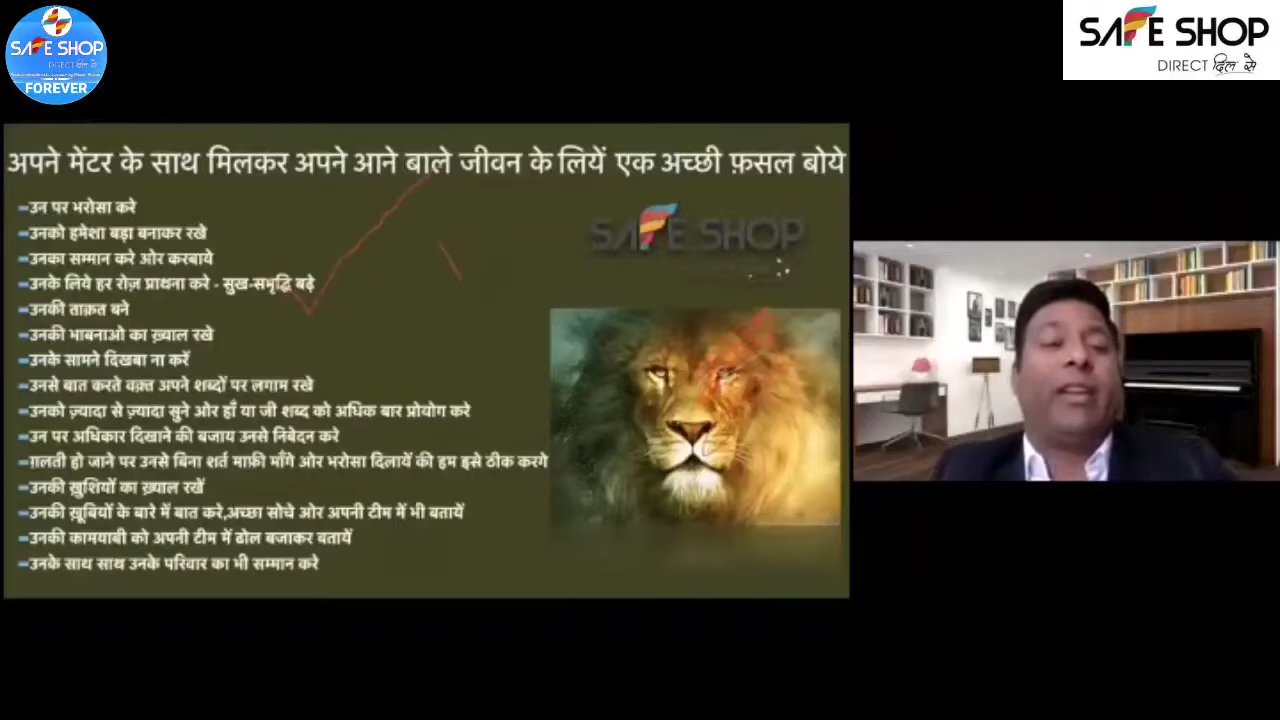 SAFE SHOP
DIRECT दिल से
FOREVER
SAFE SHOP
DIRECT दिल से
अपने मेंटर के साथ मिलकर अपने आने बाले जीवन के लियें एक अच्छी फ़सल बोये
उन पर भरोसा करे
उनको हमेशा बड़ा बनाकर रखे
उनका सम्मान करे ओर करबाये
उनके लिये हर रोज़ प्राथना करे - सुख-समृद्धि बढ़े
उनकी ताक़त बने
उनकी भाबनाओ का ख़्याल रखे
उनके सामने दिखबा ना करें
उनसे बात करते वक़्त अपने शब्दों पर लगाम रखे
उनको ज़्यादा से ज़्यादा सुने ओर हाँ या जी शब्द को अधिक बार प्रोयोग करे
उन पर अधिकार दिखाने की बजाय उनसे निबेदन करे
ग़लती हो जाने पर उनसे बिना शर्त माफ़ी माँगे ओर भरोसा दिलायें की हम इसे ठीक करगे
उनकी ख़ुशियों का ख़्याल रखें
उनकी ख़ूबियों के बारे में बात करे,अच्छा सोचे ओर अपनी टीम में भी बतायें
उनकी कामयाबी को अपनी टीम में ढोल बजाकर बतायें
उनके साथ साथ उनके परिवार का भी सम्मान करे
SAFE SHOP